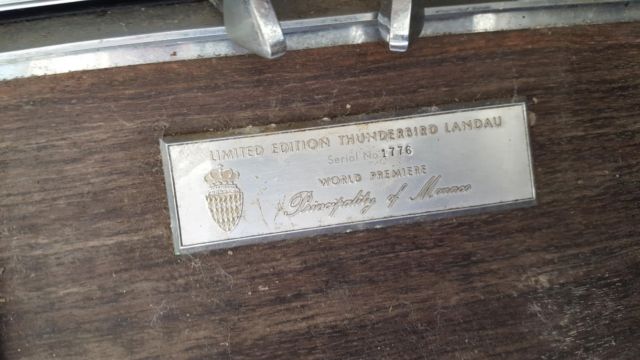 LIMITED EDITION THUNDERBIRD LANDAU
Serial No. 1776
WORLD PREMIERE
Principality of Monaco